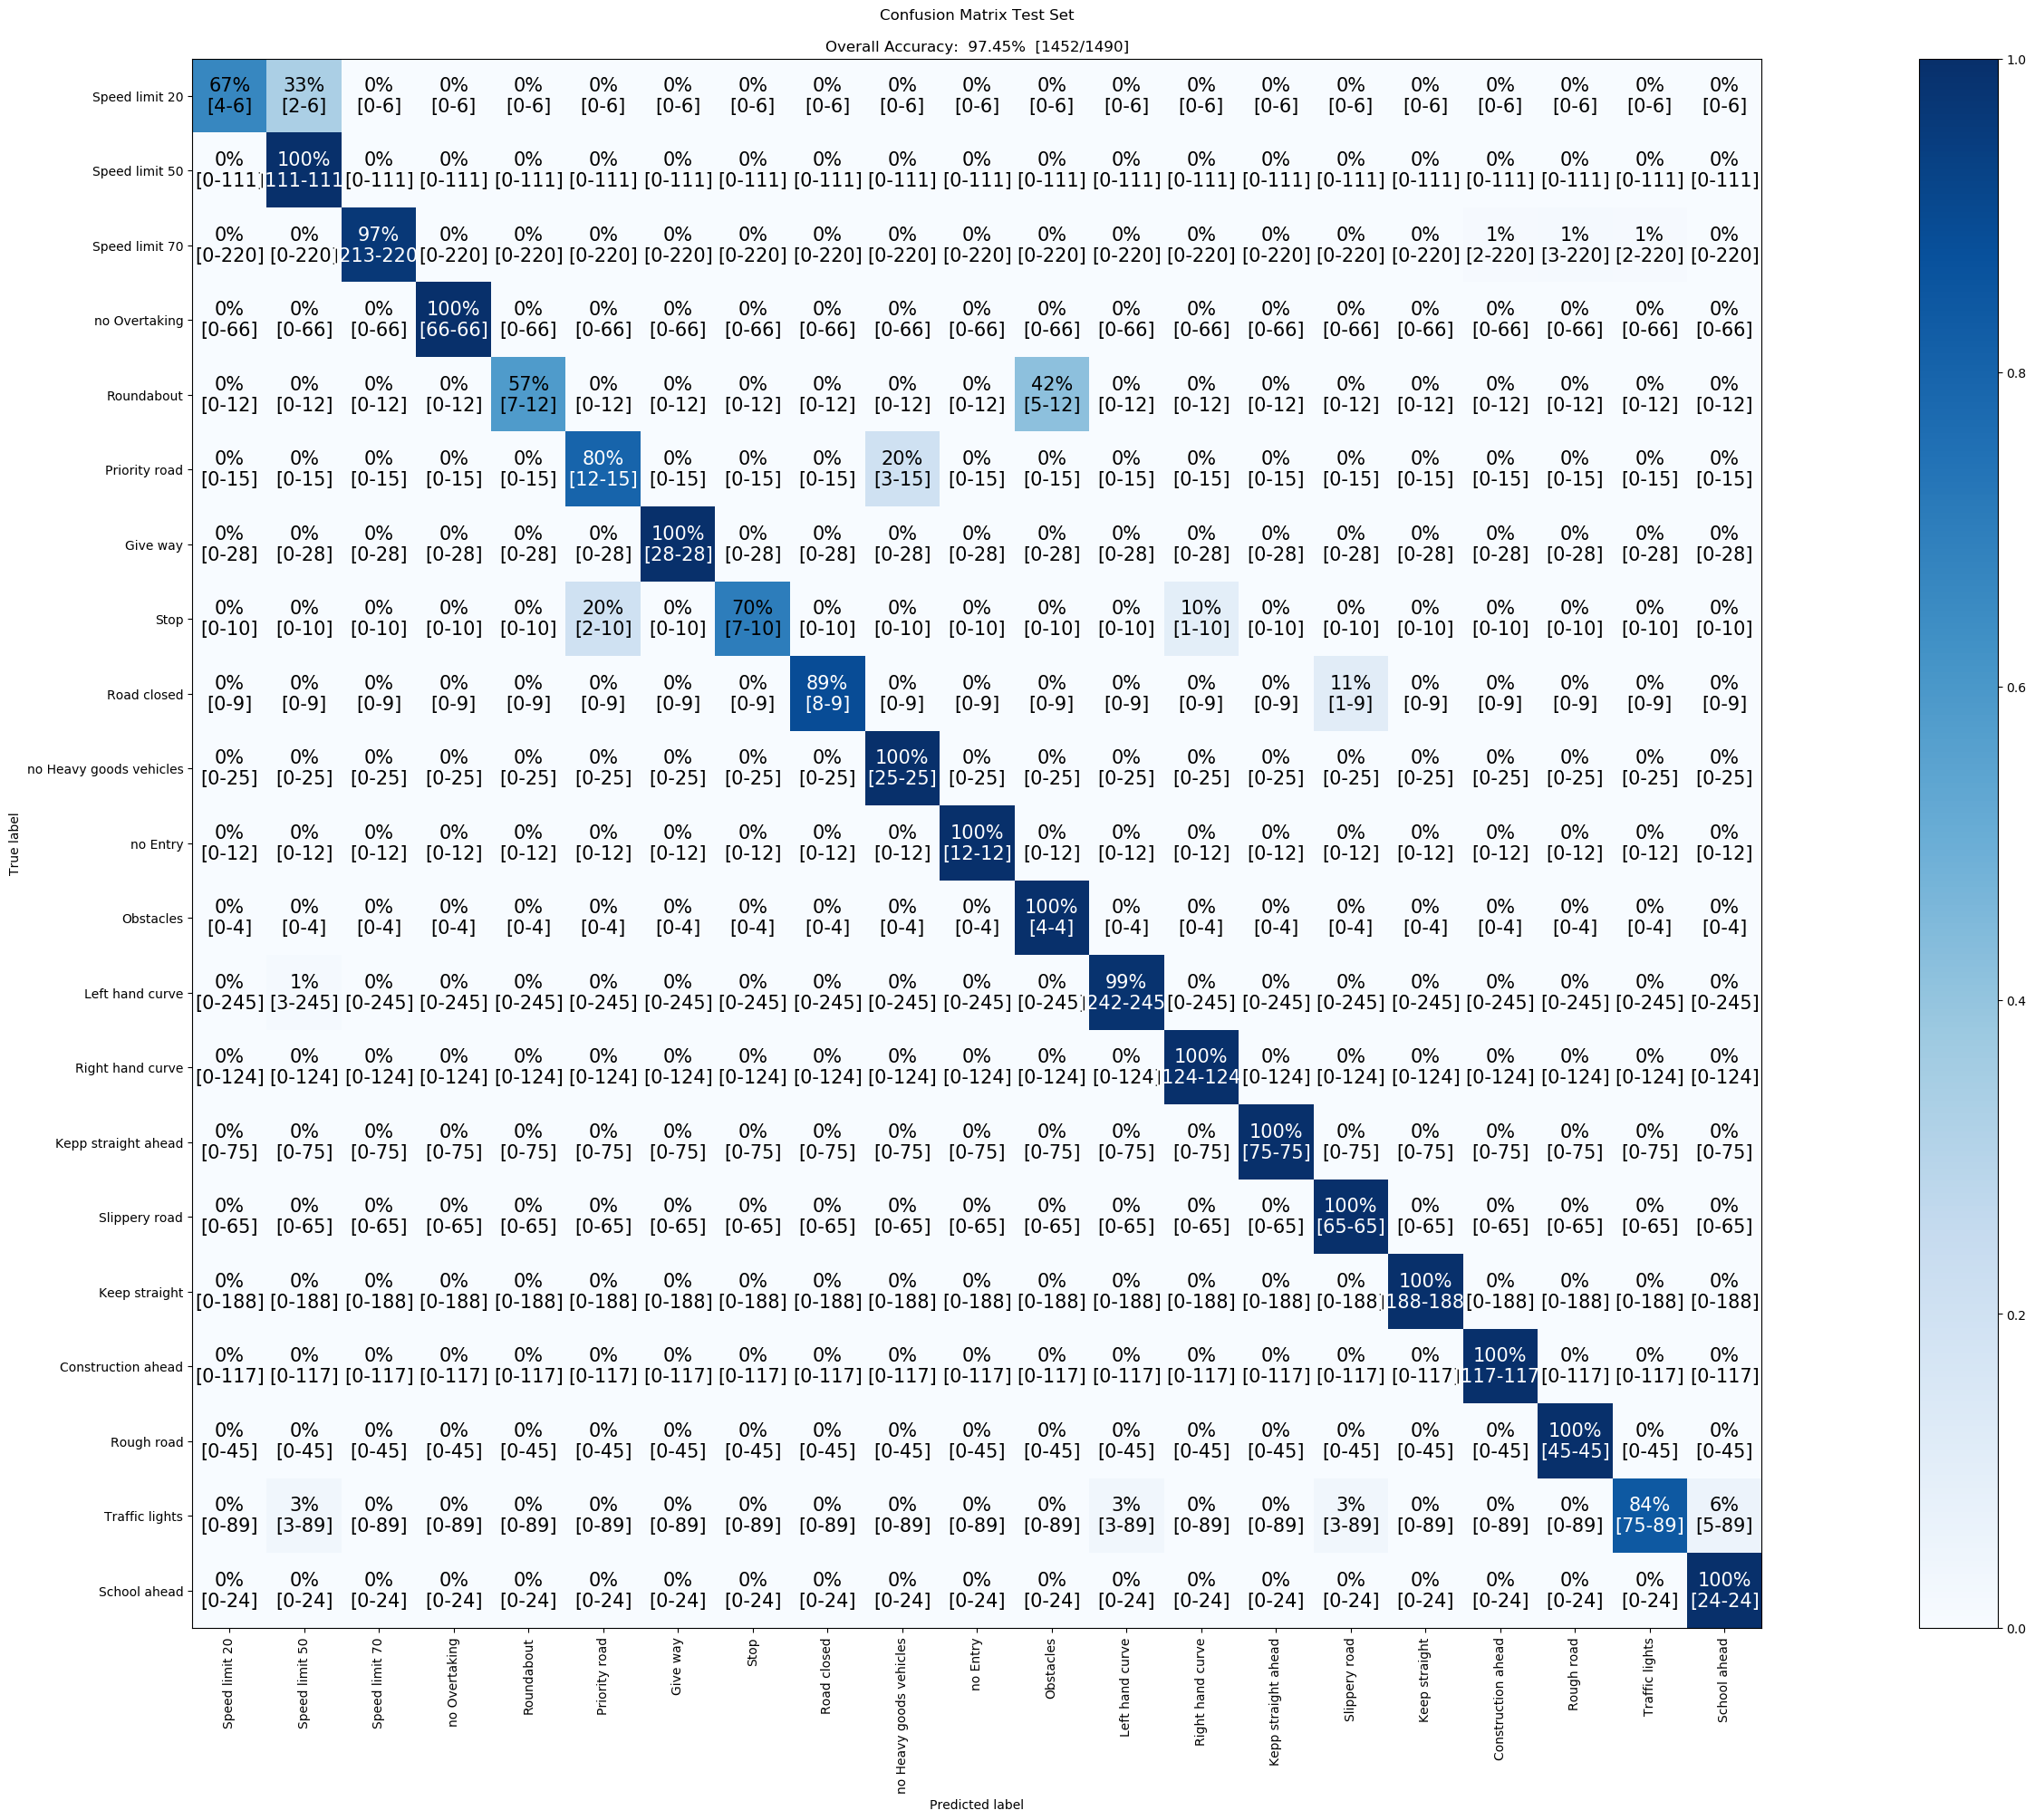 Confusion Matrix Test Set
Overall Accuracy: 97.45% [1452/1490]
True label
Speed limit 20
67% 33% 0% 0% 0% 0% 0% 0% 0% 0% 0% 0% 0% 0% 0% 0% 0% 0% 0% 0% 0%
[4-6] [2-6] [0-6] [0-6] [0-6] [0-6] [0-6] [0-6] [0-6] [0-6] [0-6] [0-6] [0-6] [0-6] [0-6] [0-6] [0-6] [0-6] [0-6] [0-6] [0-6]
Speed limit 50
0% 100% 0% 0% 0% 0% 0% 0% 0% 0% 0% 0% 0% 0% 0% 0% 0% 0% 0% 0% 0%
[0-111] [111-111 [0-111] [0-111] [0-111] [0-111] [0-111] [0-111] [0-111] [0-111] [0-111] [0-111] [0-111] [0-111] [0-111] [0-111] [0-111] [0-111] [0-111] [0-111] [0-111]
Speed limit 70
0% 0% 97% 0% 0% 0% 0% 0% 0% 0% 0% 0% 0% 0% 0% 0% 0% 1% 1% 1% 0%
[0-220] [0-220] [213-220 [0-220] [0-220] [0-220] [0-220] [0-220] [0-220] [0-220] [0-220] [0-220] [0-220] [0-220] [0-220] [0-220] [0-220] [2-220] [3-220] [2-220] [0-220]
no Overtaking
0% 0% 0% 100% 0% 0% 0% 0% 0% 0% 0% 0% 0% 0% 0% 0% 0% 0% 0% 0% 0%
[0-66] [0-66] [0-66] [66-66] [0-66] [0-66] [0-66] [0-66] [0-66] [0-66] [0-66] [0-66] [0-66] [0-66] [0-66] [0-66] [0-66] [0-66] [0-66] [0-66] [0-66]
Roundabout
0% 0% 0% 0% 57% 0% 0% 0% 0% 0% 0% 42% 0% 0% 0% 0% 0% 0% 0% 0% 0%
[0-12] [0-12] [0-12] [0-12] [7-12] [0-12] [0-12] [0-12] [0-12] [0-12] [0-12] [5-12] [0-12] [0-12] [0-12] [0-12] [0-12] [0-12] [0-12] [0-12] [0-12]
Priority road
0% 0% 0% 0% 0% 80% 0% 0% 0% 20% 0% 0% 0% 0% 0% 0% 0% 0% 0% 0% 0%
[0-15] [0-15] [0-15] [0-15] [0-15] [12-15] [0-15] [0-15] [0-15] [3-15] [0-15] [0-15] [0-15] [0-15] [0-15] [0-15] [0-15] [0-15] [0-15] [0-15] [0-15]
Give way
0% 0% 0% 0% 0% 0% 100% 0% 0% 0% 0% 0% 0% 0% 0% 0% 0% 0% 0% 0% 0%
[0-28] [0-28] [0-28] [0-28] [0-28] [0-28] [28-28] [0-28] [0-28] [0-28] [0-28] [0-28] [0-28] [0-28] [0-28] [0-28] [0-28] [0-28] [0-28] [0-28] [0-28]
Stop
0% 0% 0% 0% 0% 20% 0% 70% 0% 0% 0% 0% 0% 10% 0% 0% 0% 0% 0% 0% 0%
[0-10] [0-10] [0-10] [0-10] [0-10] [2-10] [0-10] [7-10] [0-10] [0-10] [0-10] [0-10] [0-10] [1-10] [0-10] [0-10] [0-10] [0-10] [0-10] [0-10] [0-10]
Road closed
0% 0% 0% 0% 0% 0% 0% 0% 89% 0% 0% 0% 0% 0% 0% 11% 0% 0% 0% 0% 0%
[0-9] [0-9] [0-9] [0-9] [0-9] [0-9] [0-9] [0-9] [8-9] [0-9] [0-9] [0-9] [0-9] [0-9] [0-9] [1-9] [0-9] [0-9] [0-9] [0-9] [0-9]
no Heavy goods vehicles
0% 0% 0% 0% 0% 0% 0% 0% 0% 100% 0% 0% 0% 0% 0% 0% 0% 0% 0% 0% 0%
[0-25] [0-25] [0-25] [0-25] [0-25] [0-25] [0-25] [0-25] [0-25] [25-25] [0-25] [0-25] [0-25] [0-25] [0-25] [0-25] [0-25] [0-25] [0-25] [0-25] [0-25]
no Entry
0% 0% 0% 0% 0% 0% 0% 0% 0% 0% 100% 0% 0% 0% 0% 0% 0% 0% 0% 0% 0%
[0-12] [0-12] [0-12] [0-12] [0-12] [0-12] [0-12] [0-12] [0-12] [0-12] [12-12] [0-12] [0-12] [0-12] [0-12] [0-12] [0-12] [0-12] [0-12] [0-12] [0-12]
Obstacles
0% 0% 0% 0% 0% 0% 0% 0% 0% 0% 0% 100% 0% 0% 0% 0% 0% 0% 0% 0% 0%
[0-4] [0-4] [0-4] [0-4] [0-4] [0-4] [0-4] [0-4] [0-4] [0-4] [0-4] [4-4] [0-4] [0-4] [0-4] [0-4] [0-4] [0-4] [0-4] [0-4] [0-4]
Left hand curve
0% 1% 0% 0% 0% 0% 0% 0% 0% 0% 0% 0% 99% 0% 0% 0% 0% 0% 0% 0% 0%
[0-245] [3-245] [0-245] [0-245] [0-245] [0-245] [0-245] [0-245] [0-245] [0-245] [0-245] [0-245] [242-245 [0-245] [0-245] [0-245] [0-245] [0-245] [0-245] [0-245] [0-245]
Right hand curve
0% 0% 0% 0% 0% 0% 0% 0% 0% 0% 0% 0% 0% 100% 0% 0% 0% 0% 0% 0% 0%
[0-124] [0-124] [0-124] [0-124] [0-124] [0-124] [0-124] [0-124] [0-124] [0-124] [0-124] [0-124] [0-124] [124-124 [0-124] [0-124] [0-124] [0-124] [0-124] [0-124] [0-124]
Kepp straight ahead
0% 0% 0% 0% 0% 0% 0% 0% 0% 0% 0% 0% 0% 0% 100% 0% 0% 0% 0% 0% 0%
[0-75] [0-75] [0-75] [0-75] [0-75] [0-75] [0-75] [0-75] [0-75] [0-75] [0-75] [0-75] [0-75] [0-75] [75-75] [0-75] [0-75] [0-75] [0-75] [0-75] [0-75]
Slippery road
0% 0% 0% 0% 0% 0% 0% 0% 0% 0% 0% 0% 0% 0% 0% 100% 0% 0% 0% 0% 0%
[0-65] [0-65] [0-65] [0-65] [0-65] [0-65] [0-65] [0-65] [0-65] [0-65] [0-65] [0-65] [0-65] [0-65] [0-65] [65-65] [0-65] [0-65] [0-65] [0-65] [0-65]
Keep straight
0% 0% 0% 0% 0% 0% 0% 0% 0% 0% 0% 0% 0% 0% 0% 0% 100% 0% 0% 0% 0%
[0-188] [0-188] [0-188] [0-188] [0-188] [0-188] [0-188] [0-188] [0-188] [0-188] [0-188] [0-188] [0-188] [0-188] [0-188] [0-188] [188-188 [0-188] [0-188] [0-188] [0-188]
Construction ahead
0% 0% 0% 0% 0% 0% 0% 0% 0% 0% 0% 0% 0% 0% 0% 0% 0% 100% 0% 0% 0%
[0-117] [0-117] [0-117] [0-117] [0-117] [0-117] [0-117] [0-117] [0-117] [0-117] [0-117] [0-117] [0-117] [0-117] [0-117] [0-117] [0-117] [117-117 [0-117] [0-117] [0-117]
Rough road
0% 0% 0% 0% 0% 0% 0% 0% 0% 0% 0% 0% 0% 0% 0% 0% 0% 0% 100% 0% 0%
[0-45] [0-45] [0-45] [0-45] [0-45] [0-45] [0-45] [0-45] [0-45] [0-45] [0-45] [0-45] [0-45] [0-45] [0-45] [0-45] [0-45] [0-45] [45-45] [0-45] [0-45]
Traffic lights
0% 3% 0% 0% 0% 0% 0% 0% 0% 0% 0% 0% 3% 0% 0% 3% 0% 0% 0% 84% 6%
[0-89] [3-89] [0-89] [0-89] [0-89] [0-89] [0-89] [0-89] [0-89] [0-89] [0-89] [0-89] [3-89] [0-89] [0-89] [3-89] [0-89] [0-89] [0-89] [75-89] [5-89]
School ahead
0% 0% 0% 0% 0% 0% 0% 0% 0% 0% 0% 0% 0% 0% 0% 0% 0% 0% 0% 0% 100%
[0-24] [0-24] [0-24] [0-24] [0-24] [0-24] [0-24] [0-24] [0-24] [0-24] [0-24] [0-24] [0-24] [0-24] [0-24] [0-24] [0-24] [0-24] [0-24] [0-24] [24-24]
Speed limit 20
Speed limit 50
Speed limit 70
no Overtaking
Roundabout
Priority road
Give way
Stop
Road closed
no Heavy goods vehicles
no Entry
Obstacles
Left hand curve
Right hand curve
Kepp straight ahead
Slippery road
Keep straight
Construction ahead
Rough road
Traffic lights
School ahead
Predicted label
1.0
0.8
0.6
0.4
0.2
0.0